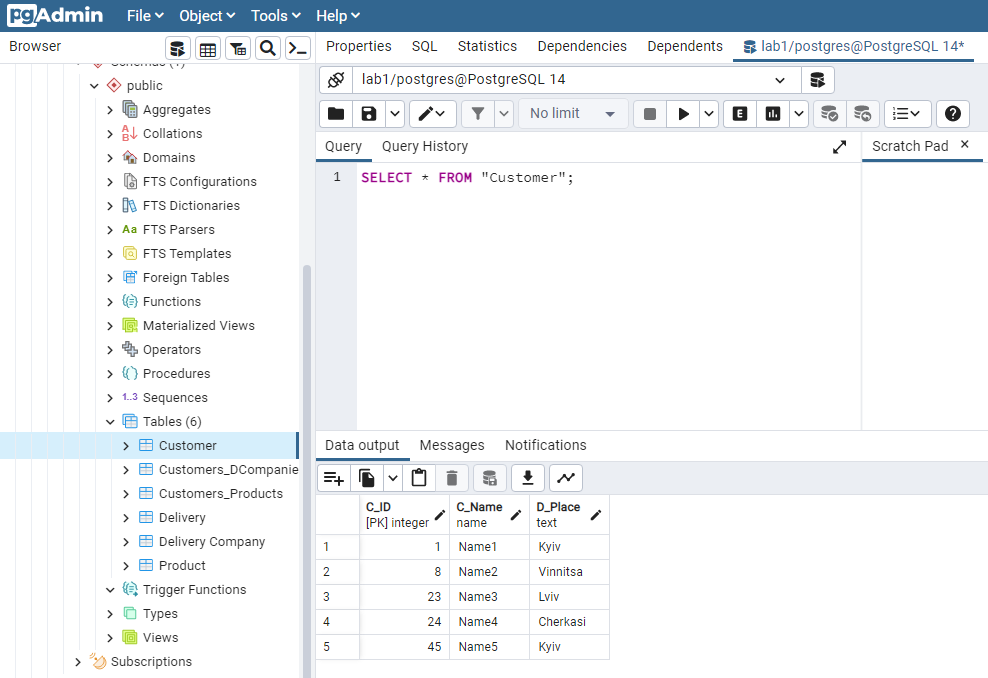 pgAdmin File Object Tools Help
Browser
Properties SQL Statistics Dependencies Dependents lab1/postgres@PostgreSQL 14*
Schemas (1)
public
Aggregates
Collations
Domains
FTS Configurations
FTS Dictionaries
Aa FTS Parsers
FTS Templates
Foreign Tables
Functions
Materialized Views
Operators
Procedures
1..3 Sequences
Tables (6)
Customer
Customers_DCompanie
Customers_Products
Delivery
Delivery Company
Product
Trigger Functions
Types
Views
Subscriptions
lab1/postgres@PostgreSQL 14
No limit
E
Query Query History
Scratch Pad
1 SELECT * FROM "Customer";
Data output Messages Notifications
C_ID C_Name D_Place
[PK] integer name text
1 1 Name1 Kyiv
2 8 Name2 Vinnitsa
3 23 Name3 Lviv
4 24 Name4 Cherkasi
5 45 Name5 Kyiv